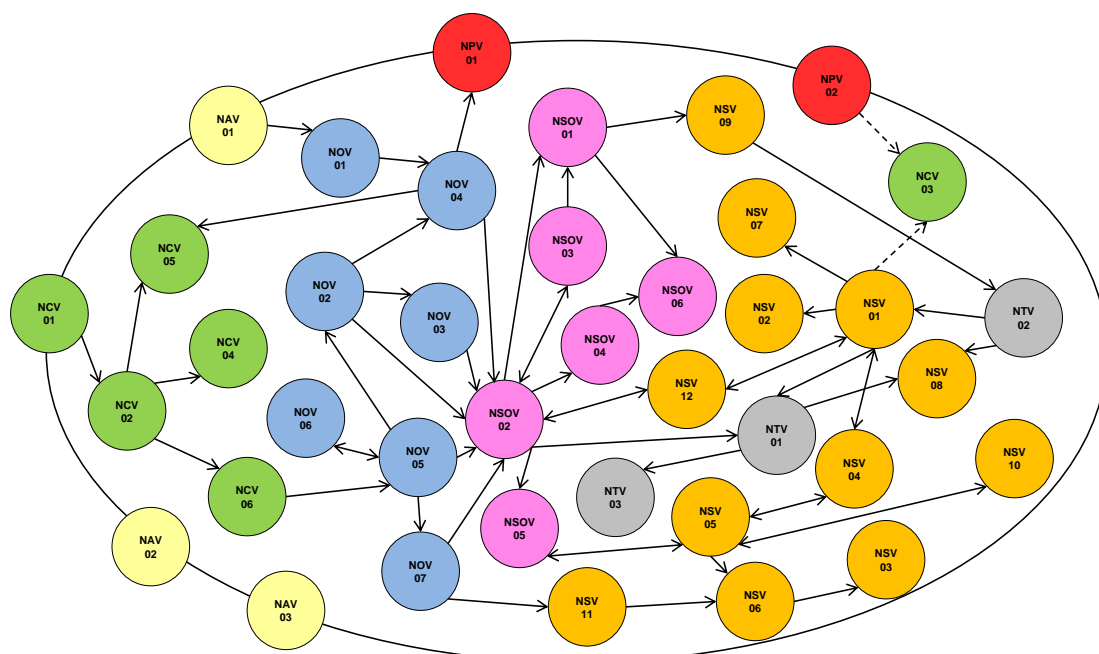 NPV
01
NPV
02
NAV
01
NSOV
01
NSV
09
NOV
01
NOV
04
NCV
03
NSV
07
NCV
05
NSOV
03
NOV
02
NSOV
06
NCV
01
NOV
03
NSV
02
NSV
01
NTV
02
NCV
04
NSOV
04
NSV
12
NSV
08
NCV
02
NOV
06
NSOV
02
NTV
01
NOV
05
NSV
10
NSV
04
NCV
06
NTV
03
NSV
05
NSOV
05
NAV
02
NOV
07
NSV
03
NAV
03
NSV
11
NSV
06